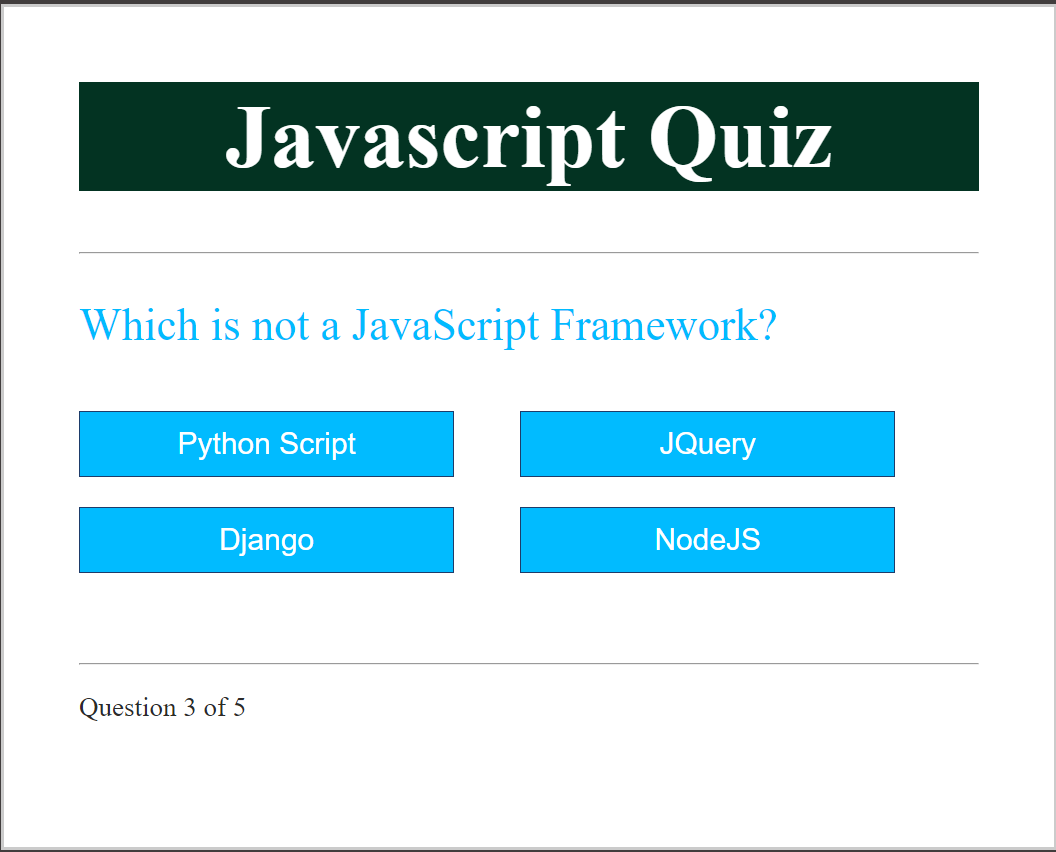 Javascript Quiz
Which is not a JavaScript Framework?
Python Script
JQuery
Django
NodeJS
Question 3 of 5